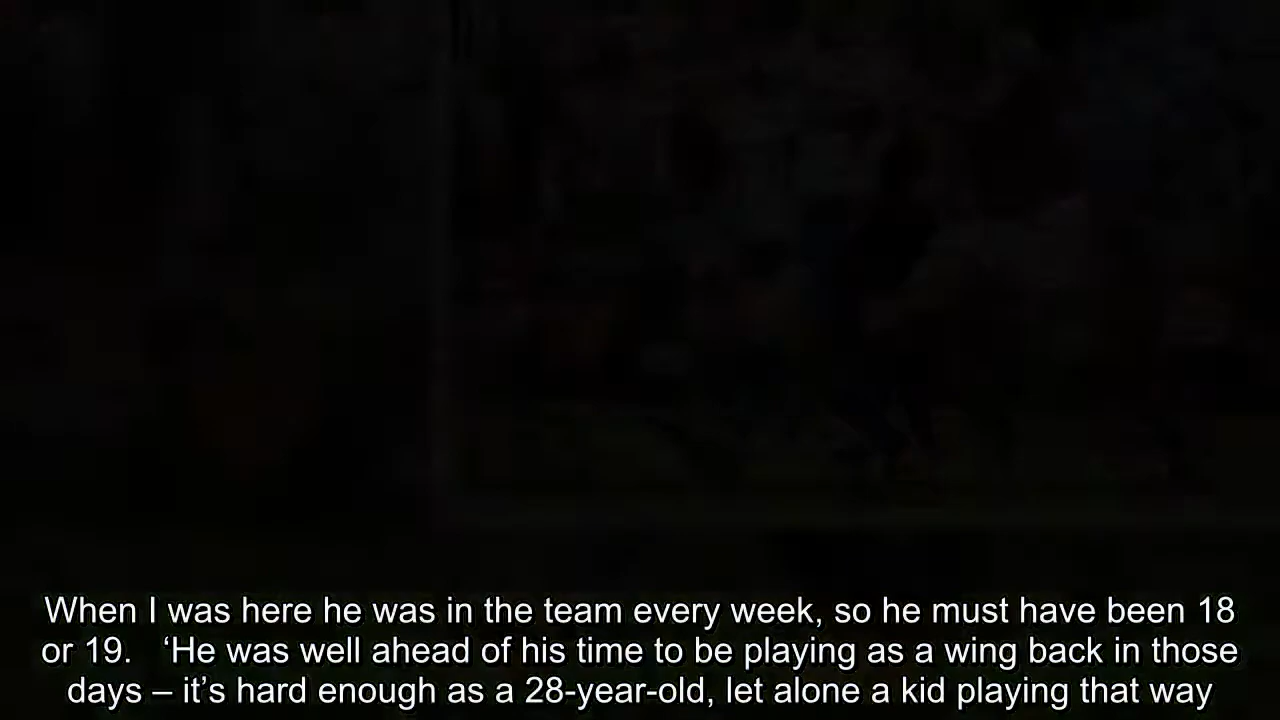 When I was here he was in the team every week, so he must have been 18
or 19.   ‘He was well ahead of his time to be playing as a wing back in those
days – it’s hard enough as a 28-year-old, let alone a kid playing that way